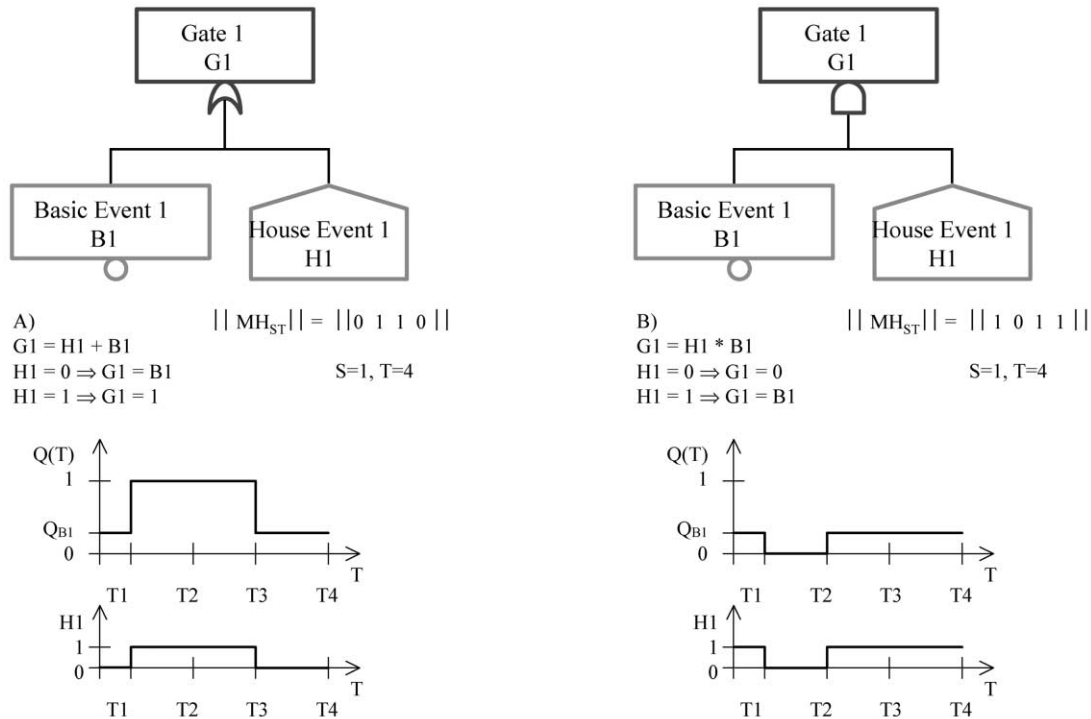 Gate 1
G1
Basic Event 1
B1
House Event 1
H1
A)
|| MH_ST || = ||0 1 1 0 ||
G1 = H1 + B1
H1 = 0 ⇒ G1 = B1
S=1, T=4
H1 = 1 ⇒ G1 = 1
Q(T)
1
Q_B1
0
T
T1 T2 T3 T4
H1
1
0
T
T1 T2 T3 T4
Gate 1
G1
Basic Event 1
B1
House Event 1
H1
B)
|| MH_ST || = || 1 0 1 1 ||
G1 = H1 * B1
H1 = 0 ⇒ G1 = 0
S=1, T=4
H1 = 1 ⇒ G1 = B1
Q(T)
1
Q_B1
0
T
T1 T2 T3 T4
H1
1
0
T
T1 T2 T3 T4